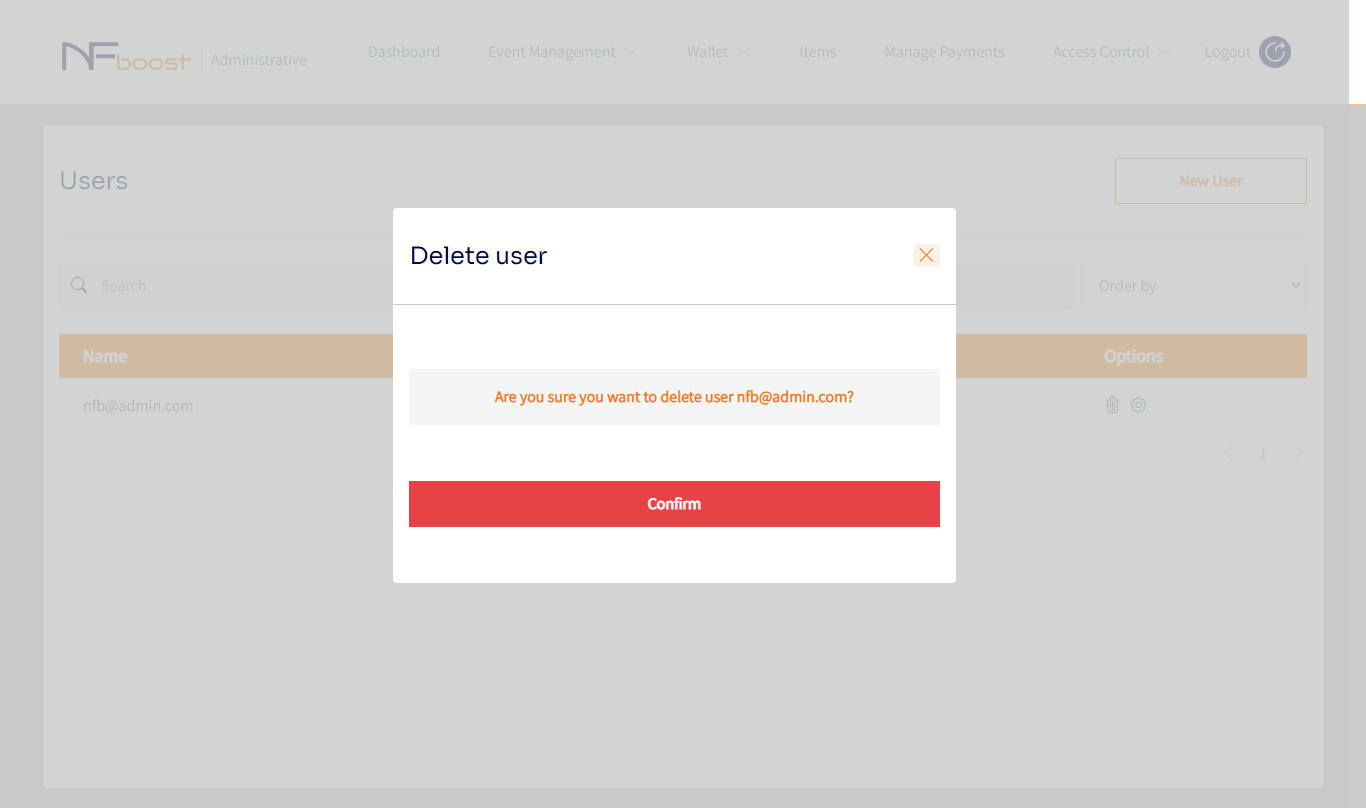 NFboost Administrative Dashboard Event Management Wallet Items Manage Payments Access Control Logout
Users
New User
Delete user
Search
Order by
Name
Options
Are you sure you want to delete user nfb@admin.com?
nfb@admin.com
1
Confirm